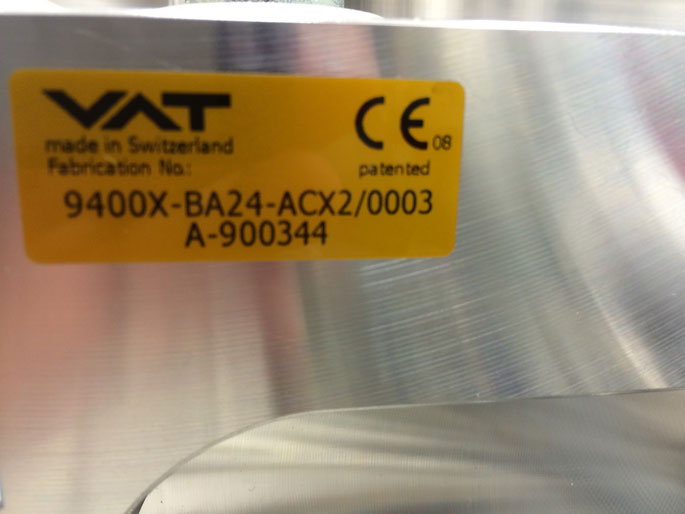 VAT
made in Switzerland
Fabrication No.:
CE 08
patented
9400X-BA24-ACX2/0003
A-900344